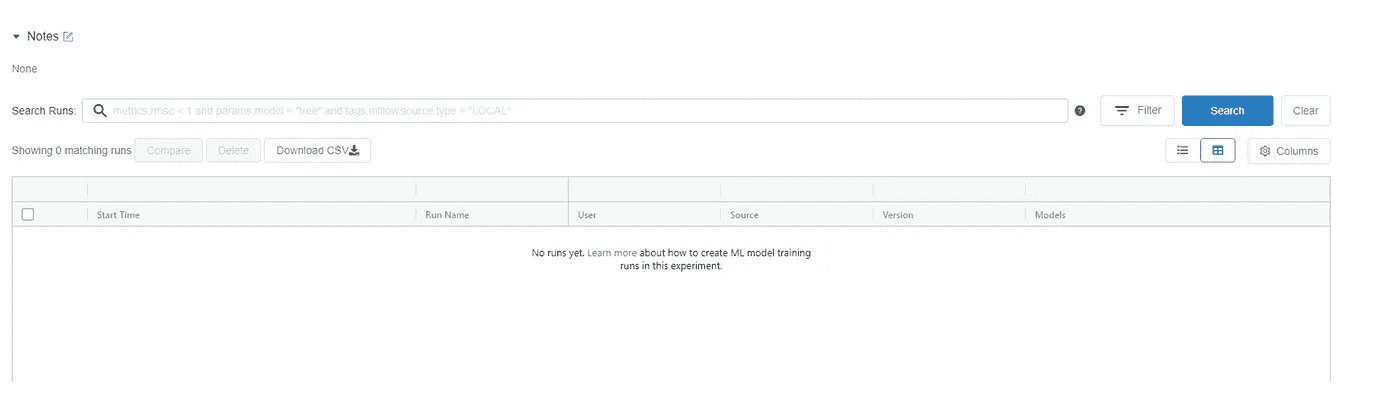 Notes
None
Search Runs: metrics.rmse < 1 and params.model = "tree" and tags.mlflow.source.type = "LOCAL" ? Filter Search Clear
Showing 0 matching runs Compare Delete Download CSV Columns
Start Time Run Name User Source Version Models
No runs yet. Learn more about how to create ML model training
runs in this experiment.